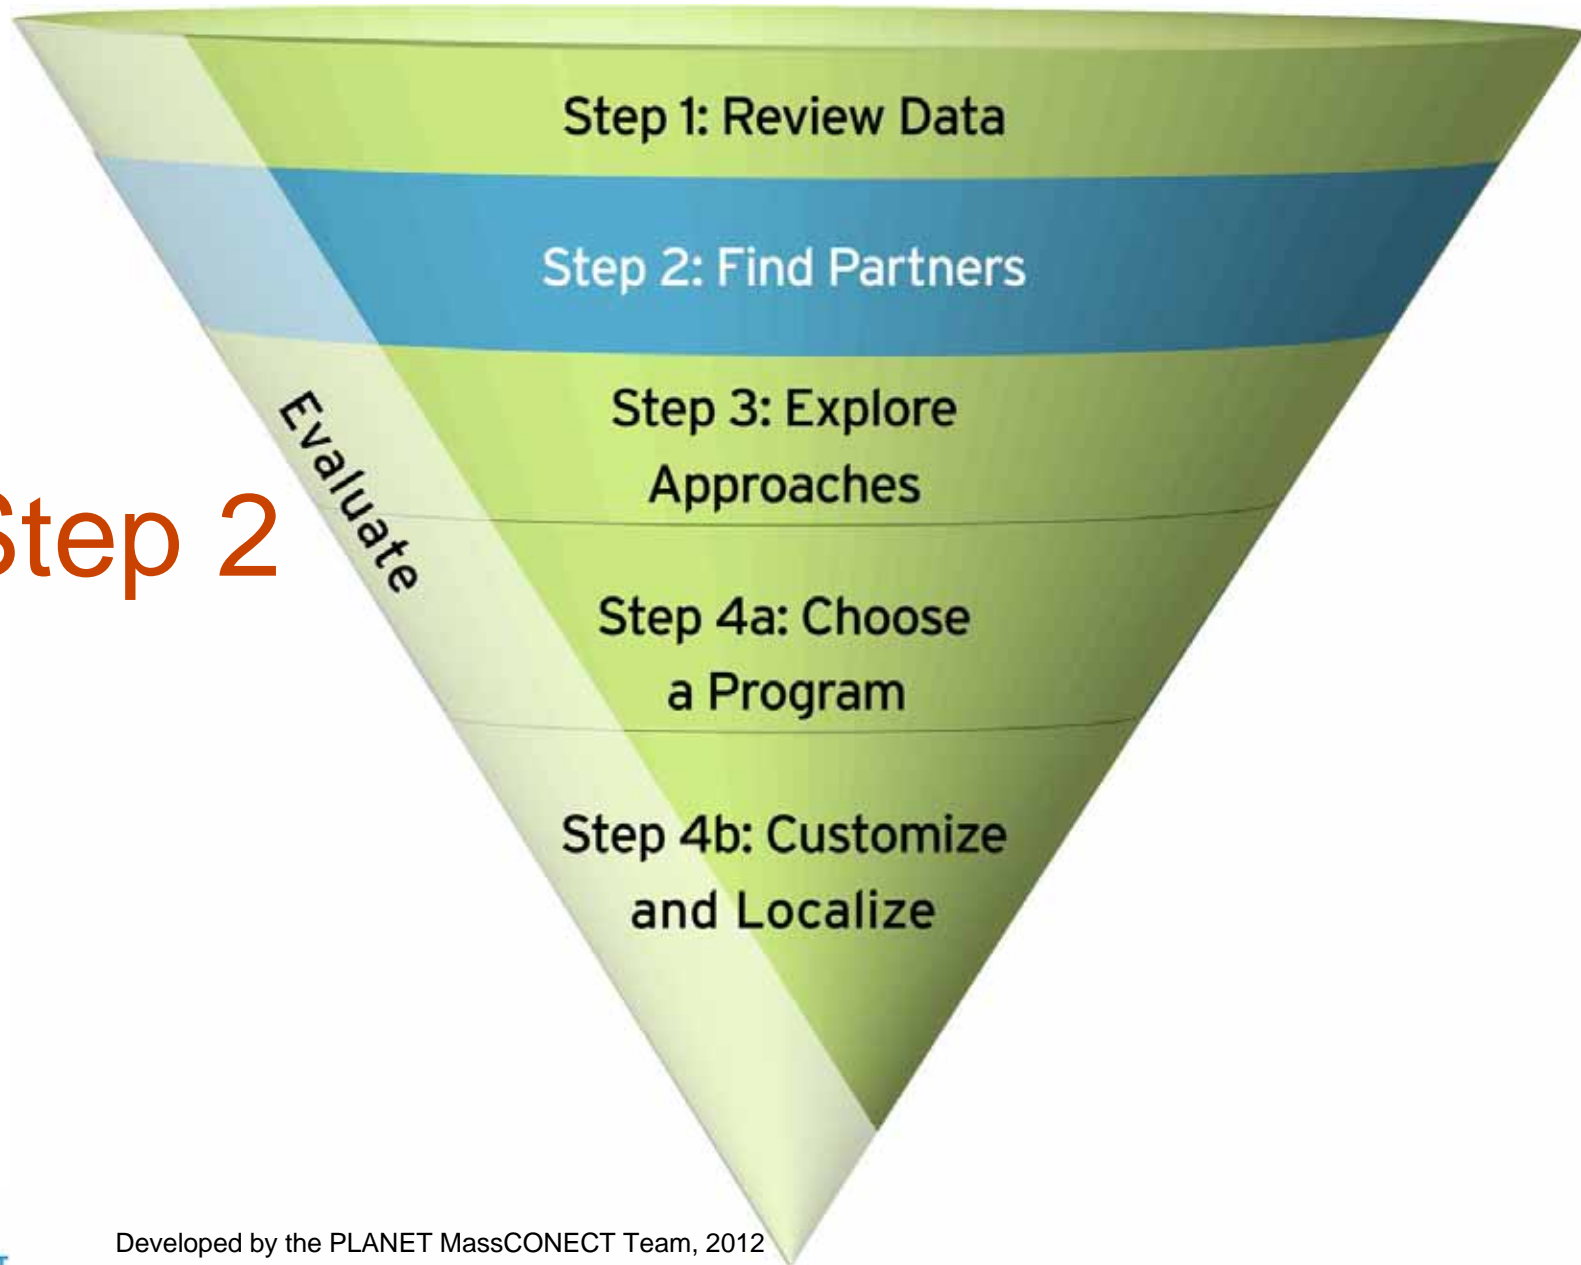 Step 1: Review Data
Step 2: Find Partners
Step 3: Explore
Approaches
Evaluate
Step 2
Step 4a: Choose
a Program
Step 4b: Customize
and Localize
Developed by the PLANET MassCONECT Team, 2012